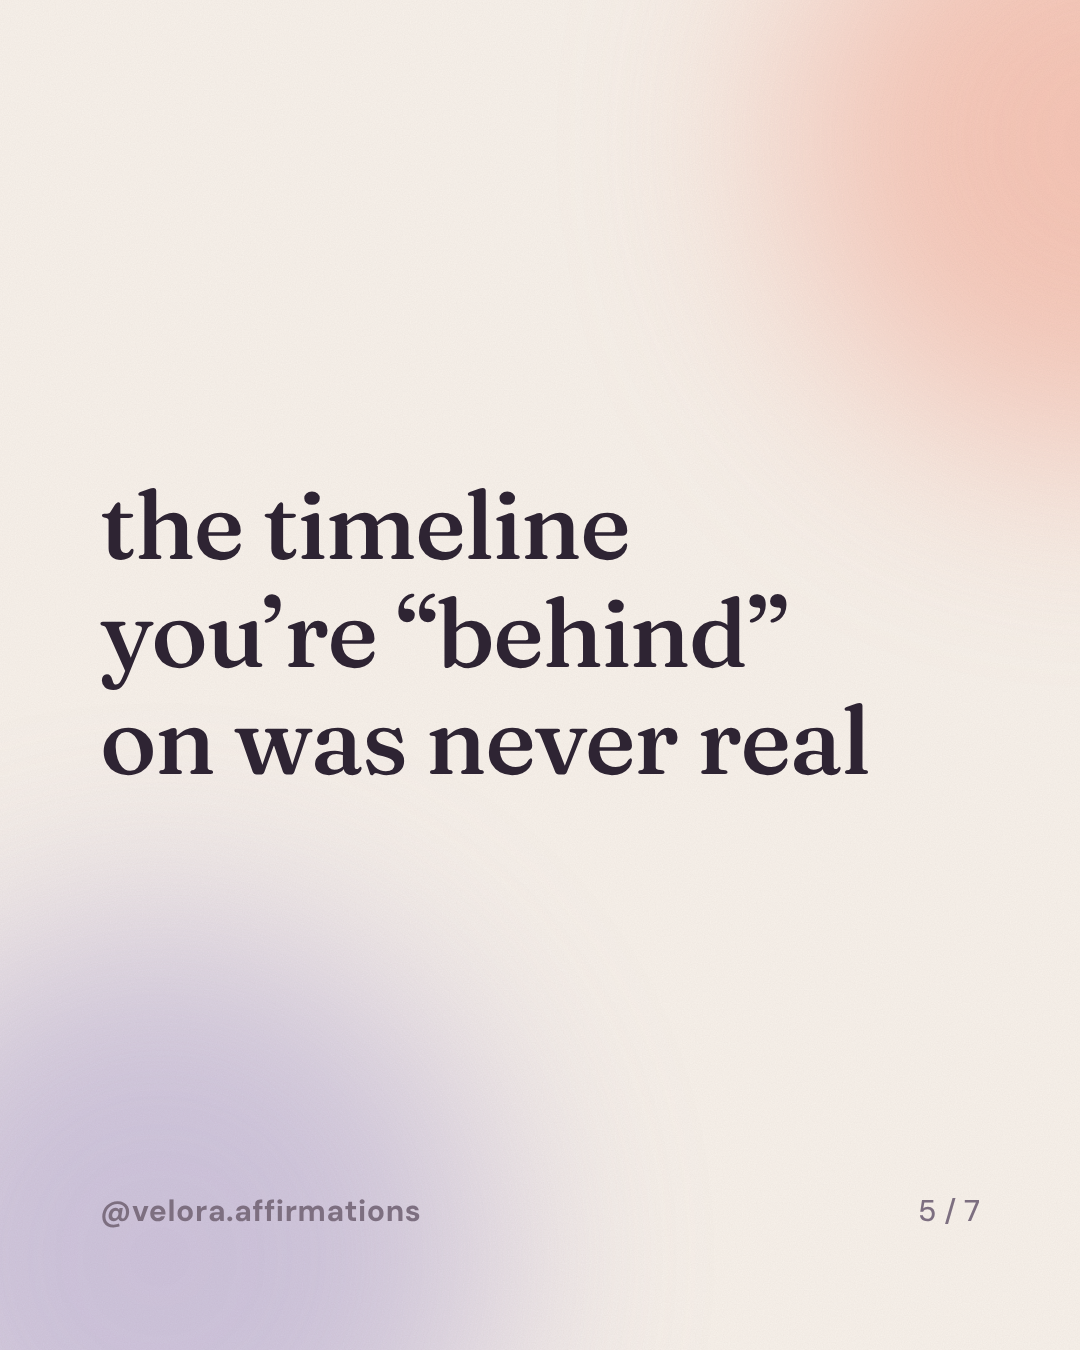 the timeline
you’re “behind”
on was never real
@velora.affirmations
5 / 7